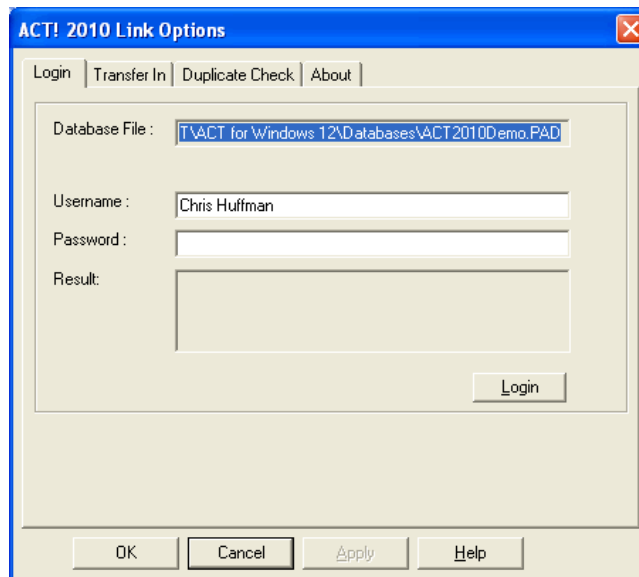 ACT! 2010 Link Options
Login Transfer In Duplicate Check About
Database File : T\ACT for Windows 12\Databases\ACT2010Demo.PAD
Username : Chris Huffman
Password :
Result:
Login
OK Cancel Apply Help